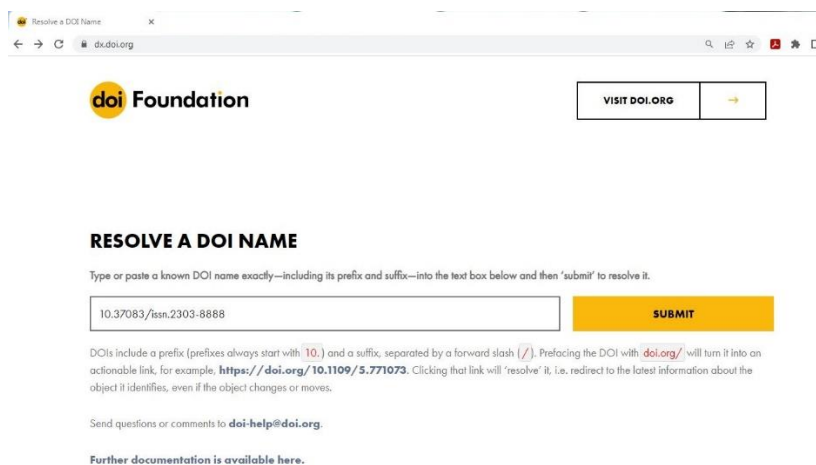 Resolve a DOI Name
dx.doi.org
doi Foundation
VISIT DOI.ORG →
RESOLVE A DOI NAME
Type or paste a known DOI name exactly—including its prefix and suffix—into the text box below and then ‘submit’ to resolve it.
10.37083/issn.2303-8888
SUBMIT
DOIs include a prefix (prefixes always start with 10.) and a suffix, separated by a forward slash (/). Prefacing the DOI with doi.org/ will turn it into an
actionable link, for example, https://doi.org/10.1109/5.771073. Clicking that link will ‘resolve’ it, i.e. redirect to the latest information about the
object it identifies, even if the object changes or moves.
Send questions or comments to doi-help@doi.org.
Further documentation is available here.